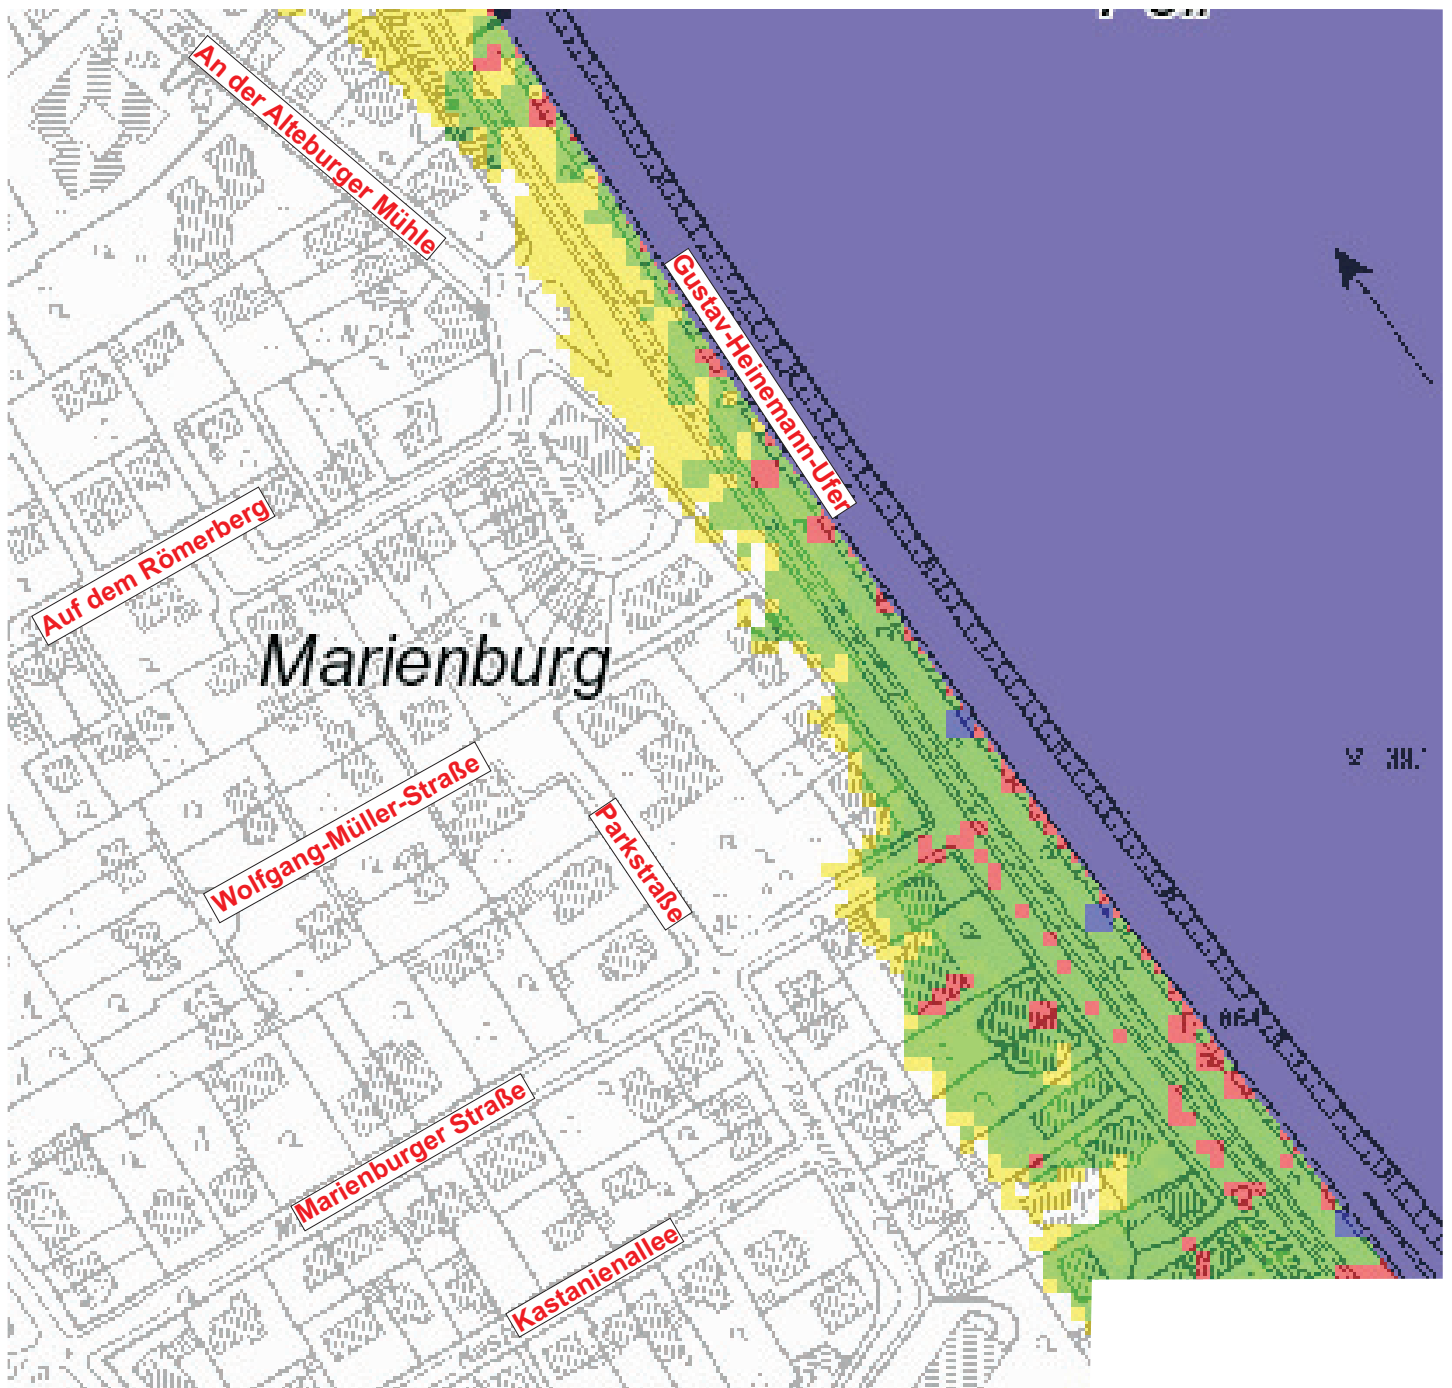 An der Alteburger Mühle
Gustav-Heinemann-Ufer
Auf dem Römerberg
Marienburg
Wolfgang-Müller-Straße
Parkstraße
Marienburger Straße
Kastanienallee